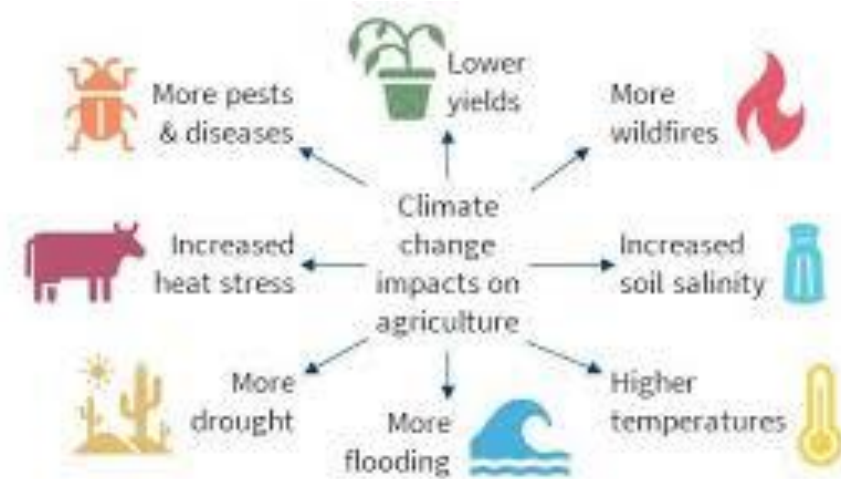 Lower
yields
More pests
& diseases
More
wildfires
Climate
change
impacts on
agriculture
Increased
heat stress
Increased
soil salinity
More
drought
More
flooding
Higher
temperatures